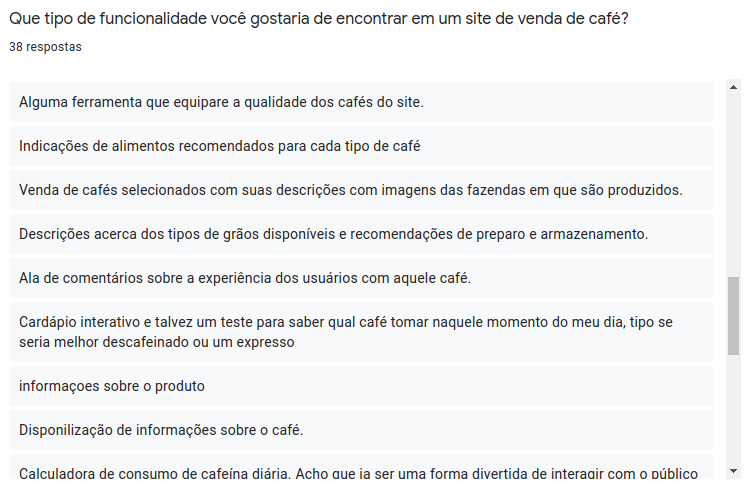 Que tipo de funcionalidade você gostaria de encontrar em um site de venda de café?
38 respostas
Alguma ferramenta que equipare a qualidade dos cafés do site.
Indicações de alimentos recomendados para cada tipo de café
Venda de cafés selecionados com suas descrições com imagens das fazendas em que são produzidos.
Descrições acerca dos tipos de grãos disponíveis e recomendações de preparo e armazenamento.
Ala de comentários sobre a experiência dos usuários com aquele café.
Cardápio interativo e talvez um teste para saber qual café tomar naquele momento do meu dia, tipo se
seria melhor descafeinado ou um expresso
informaçoes sobre o produto
Disponilização de informações sobre o café.
Calculadora de consumo de cafeína diária. Acho que ia ser uma forma divertida de interagir com o público